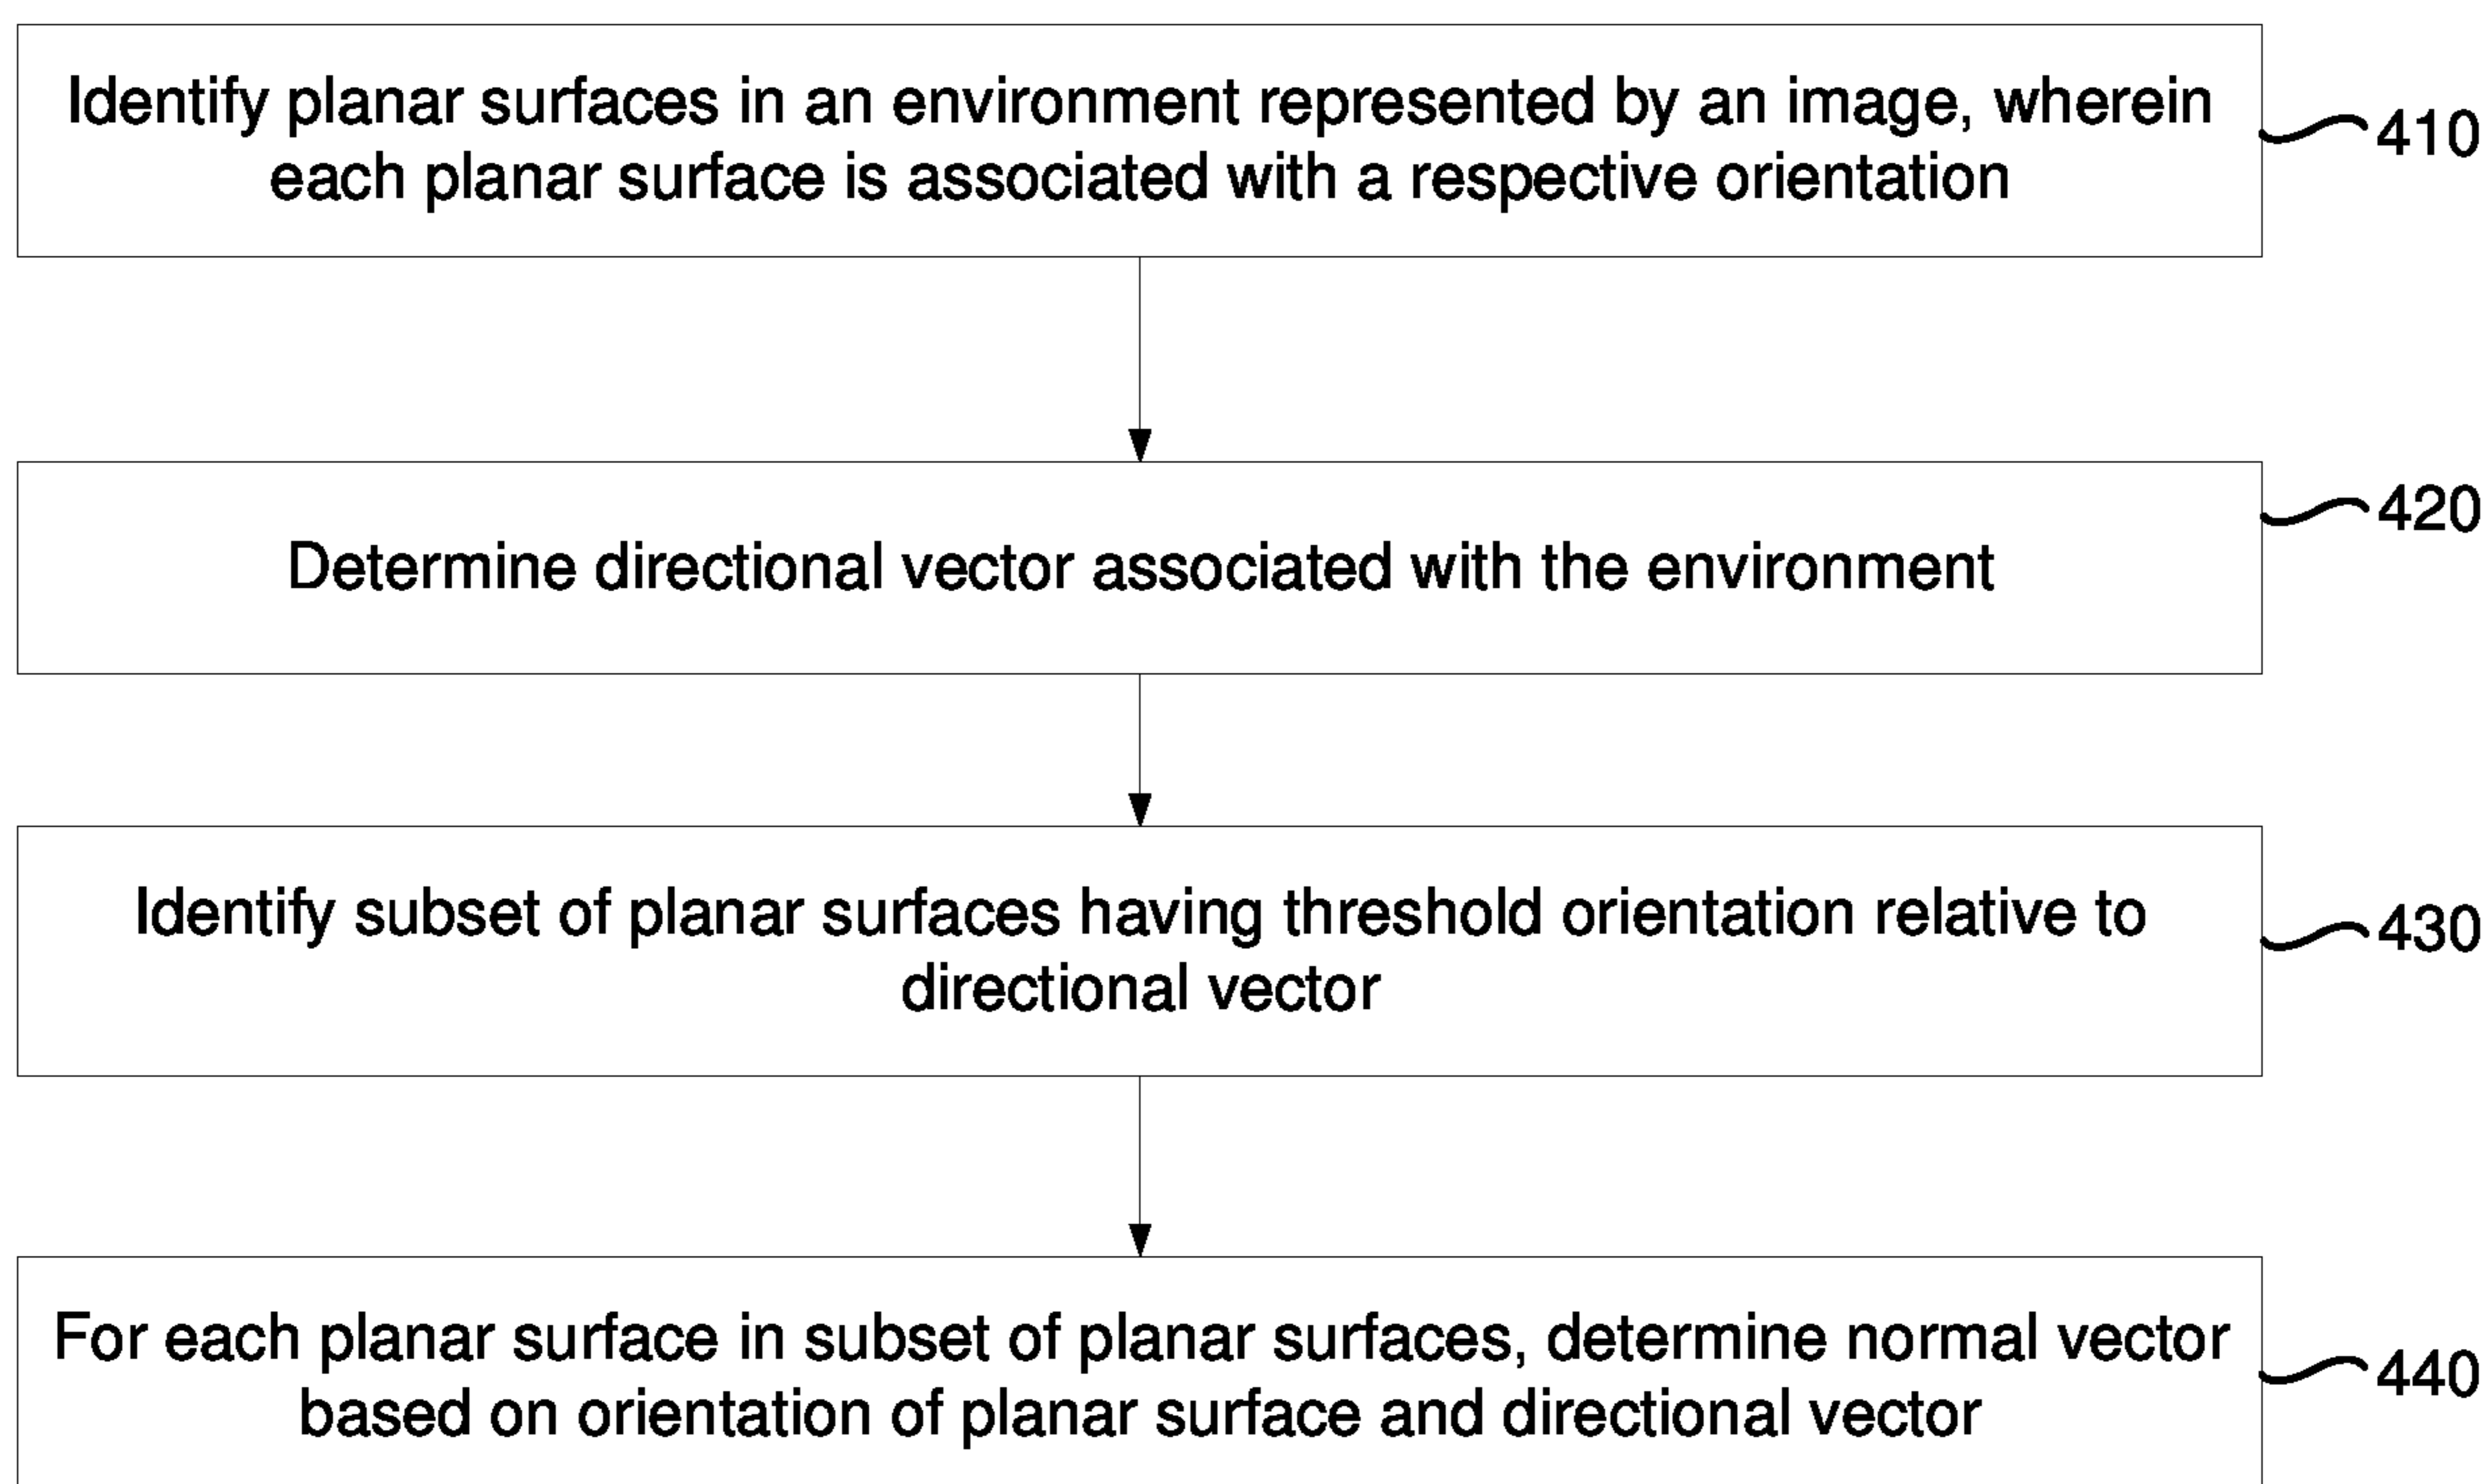 Identify planar surfaces in an environment represented by an image, wherein
each planar surface is associated with a respective orientation
410
420
Determine directional vector associated with the environment
Identify subset of planar surfaces having threshold orientation relative to
directional vector
430
For each planar surface in subset of planar surfaces, determine normal vector
based on orientation of planar surface and directional vector
440